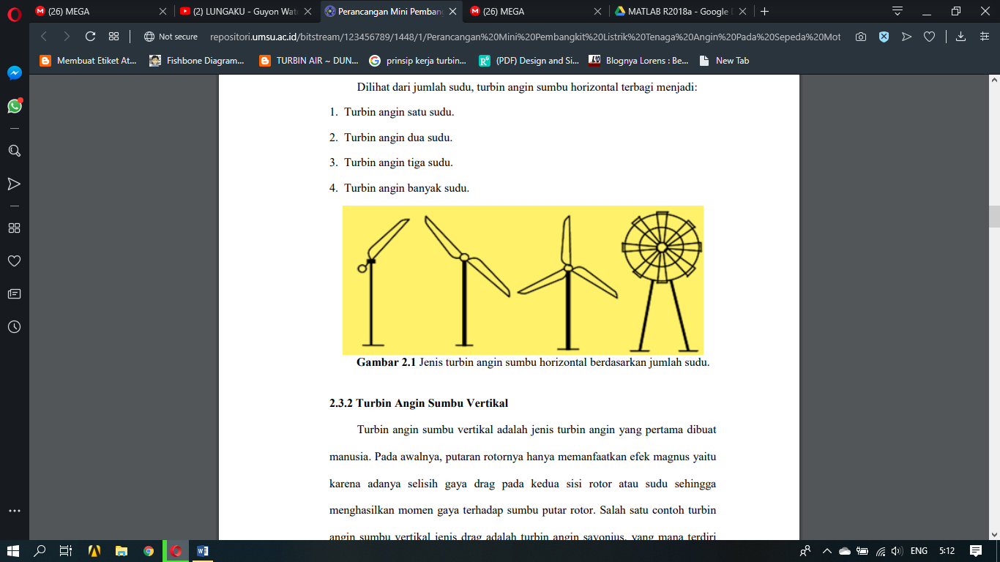 (26) MEGA
(2) LUNGAKU - Guyon Wat
Perancangan Mini Pemban
(26) MEGA
MATLAB R2018a - Google
Not secure
repositori.umsu.ac.id/bitstream/123456789/1448/1/Perancangan%20Mini%20Pembangkit%20Listrik%20Tenaga%20Angin%20Pada%20Sepeda%20Mot
Membuat Etiket At...
Fishbone Diagram...
TURBIN AIR ~ DUN...
prinsip kerja turbin...
(PDF) Design and Si...
Blognya Lorens : Be...
New Tab
Dilihat dari jumlah sudu, turbin angin sumbu horizontal terbagi menjadi:
1. Turbin angin satu sudu.
2. Turbin angin dua sudu.
3. Turbin angin tiga sudu.
4. Turbin angin banyak sudu.
Gambar 2.1 Jenis turbin angin sumbu horizontal berdasarkan jumlah sudu.
2.3.2 Turbin Angin Sumbu Vertikal
Turbin angin sumbu vertikal adalah jenis turbin angin yang pertama dibuat
manusia. Pada awalnya, putaran rotornya hanya memanfaatkan efek magnus yaitu
karena adanya selisih gaya drag pada kedua sisi rotor atau sudu sehingga
menghasilkan momen gaya terhadap sumbu putar rotor. Salah satu contoh turbin
angin sumbu vertikal jenis drag adalah turbin angin savonius, yang mana terdiri
ENG
5:12